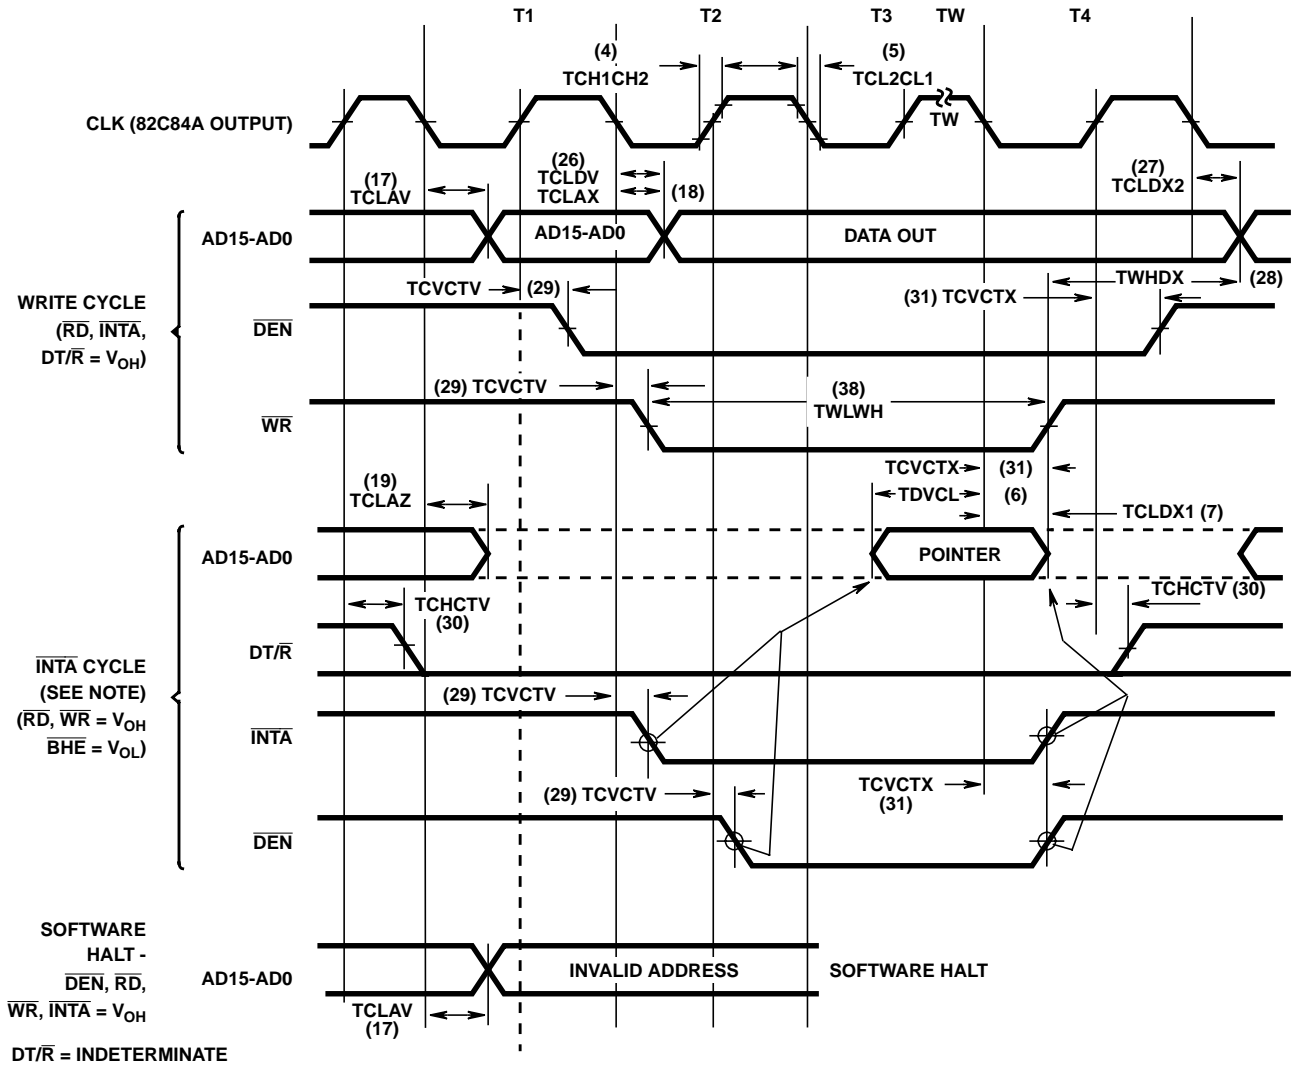 T1 T2 T3 TW T4
(4)
TCH1CH2
(5)
TCL2CL1
CLK (82C84A OUTPUT)
TW
(17)
TCLAV
(26)
TCLDV
TCLAX
(18)
(27)
TCLDX2
AD15-AD0
AD15-AD0
DATA OUT
WRITE CYCLE
(RD, INTA,
DT/R = VOH)
TCVCTV (29)
(31) TCVCTX
TWHDX
(28)
DEN
(29) TCVCTV
(38)
TWLWH
WR
TCVCTX (31)
(19)
TCLAZ
TDVCL (6)
TCLDX1 (7)
AD15-AD0
POINTER
TCHCTV
(30)
TCHCTV (30)
DT/R
INTA CYCLE
(SEE NOTE)
(RD, WR = VOH
BHE = VOL)
(29) TCVCTV
INTA
(29) TCVCTV
TCVCTX
(31)
DEN
SOFTWARE
HALT -
DEN, RD,
WR, INTA = VOH
DT/R = INDETERMINATE
AD15-AD0
INVALID ADDRESS
SOFTWARE HALT
TCLAV
(17)